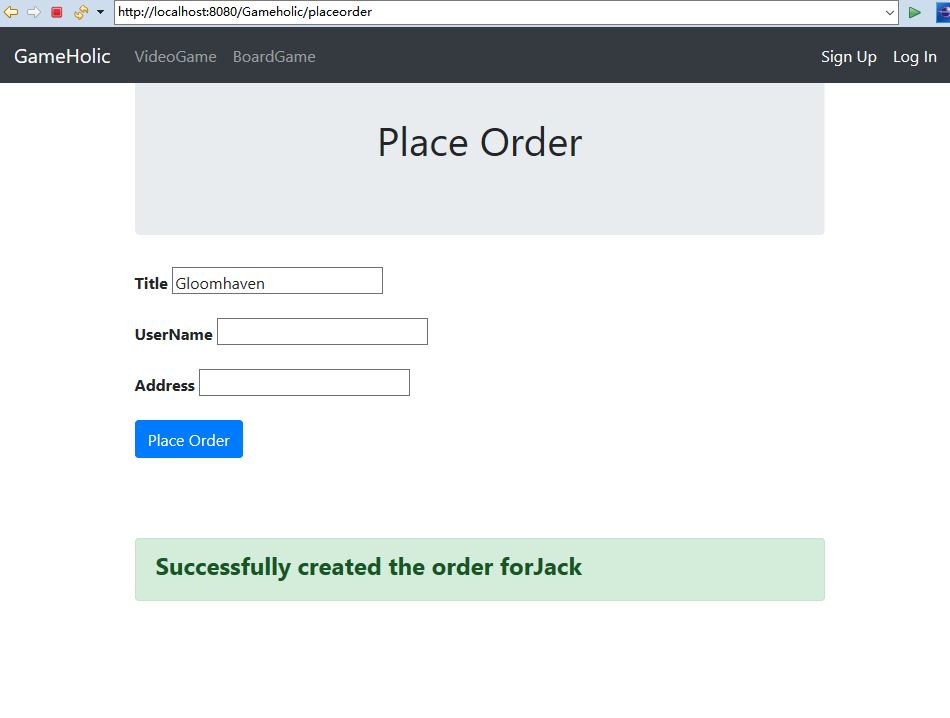 http://localhost:8080/Gameholic/placeorder
GameHolic VideoGame BoardGame Sign Up Log In
Place Order
Title Gloomhaven
UserName
Address
Place Order
Successfully created the order forJack